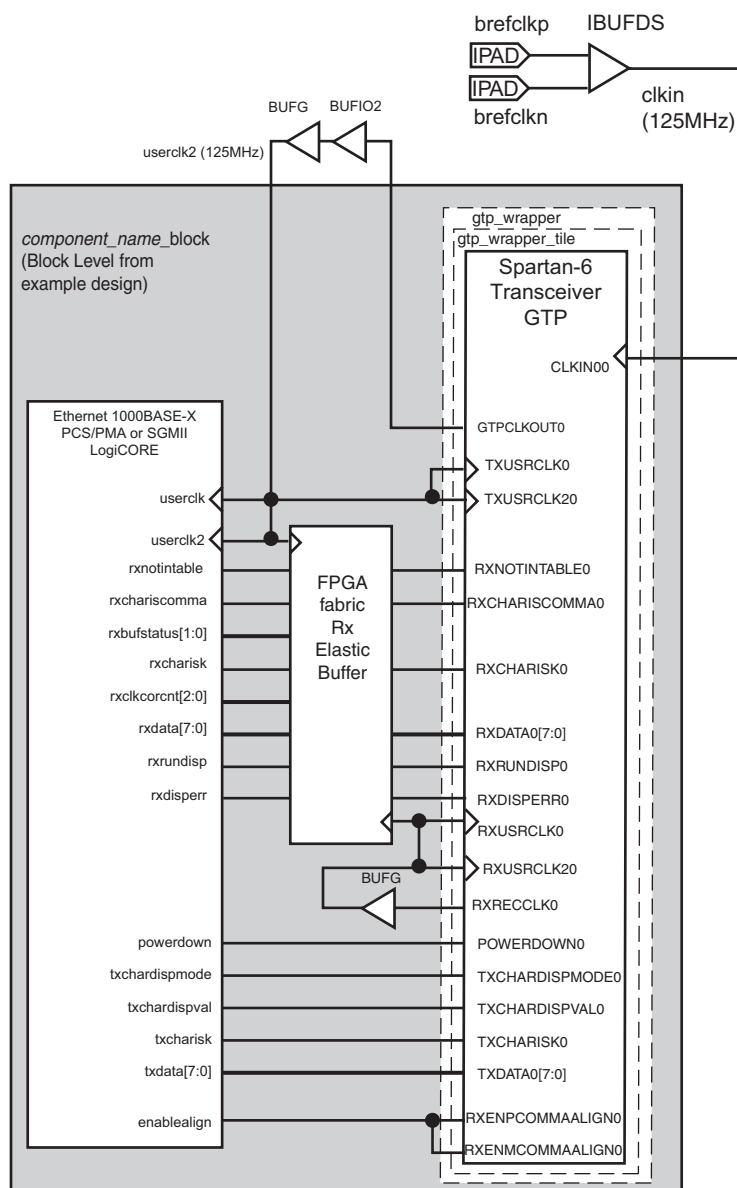 brefclkp
IBUFDS
IPAD
IPAD
brefclkn
clkin
(125MHz)
BUFG
BUFIO2
userclk2 (125MHz)
component_name_block
(Block Level from
example design)
gtp_wrapper
gtp_wrapper_tile
Spartan-6
Transceiver
GTP
CLKIN00
GTPCLKOUT0
TXUSRCLK0
TXUSRCLK20
RXNOTINTABLE0
RXCHARISCOMMA0
RXCHARISK0
RXDATA0[7:0]
RXRUNDISP0
RXDISPERR0
RXUSRCLK0
RXUSRCLK20
RXRECCLK0
POWERDOWN0
TXCHARDISPMODE0
TXCHARDISPVAL0
TXCHARISK0
TXDATA0[7:0]
RXENPCOMMAALIGN0
RXENMCOMMAALIGN0
Ethernet 1000BASE-X
PCS/PMA or SGMII
LogiCORE
userclk
userclk2
rxnotintable
rxchariscomma
rxbufstatus[1:0]
rxcharisk
rxclkcorcnt[2:0]
rxdata[7:0]
rxrundisp
rxdisperr
powerdown
txchardispmode
txchardispval
txcharisk
txdata[7:0]
enablealign
FPGA
fabric
Rx
Elastic
Buffer
BUFG